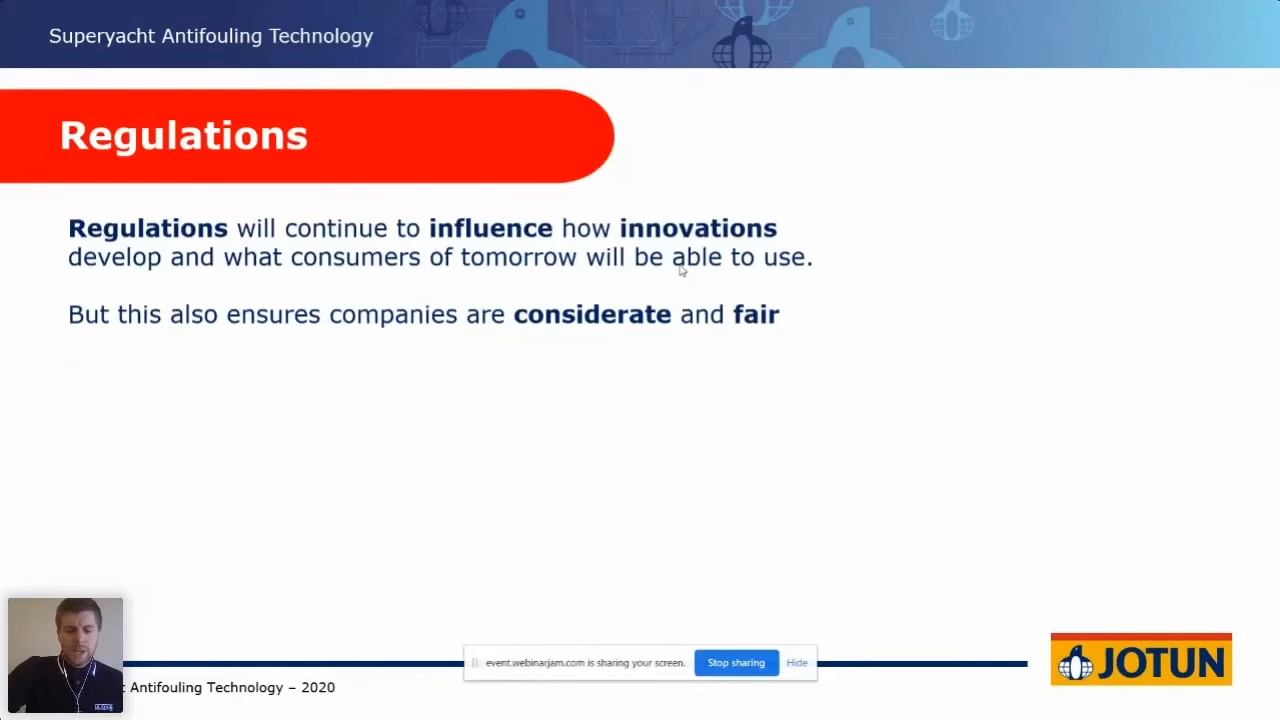 Superyacht Antifouling Technology
Regulations
Regulations will continue to influence how innovations
develop and what consumers of tomorrow will be able to use.
But this also ensures companies are considerate and fair
event.webinarjam.com is sharing your screen.
Stop sharing
Hide
JOTUN
t Antifouling Technology – 2020